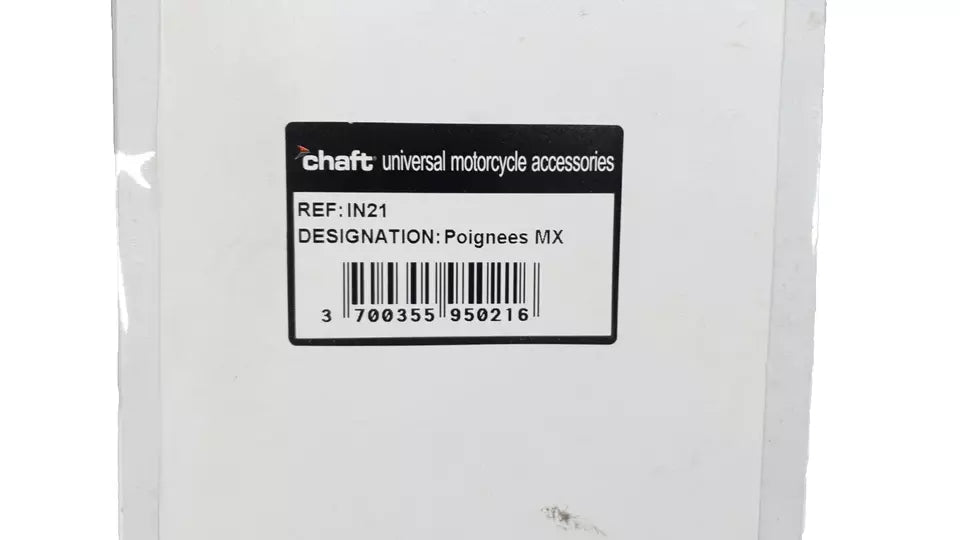 chaft® universal motorcycle accessories
REF: IN21
DESIGNATION: Poignees MX
3 700355 950216